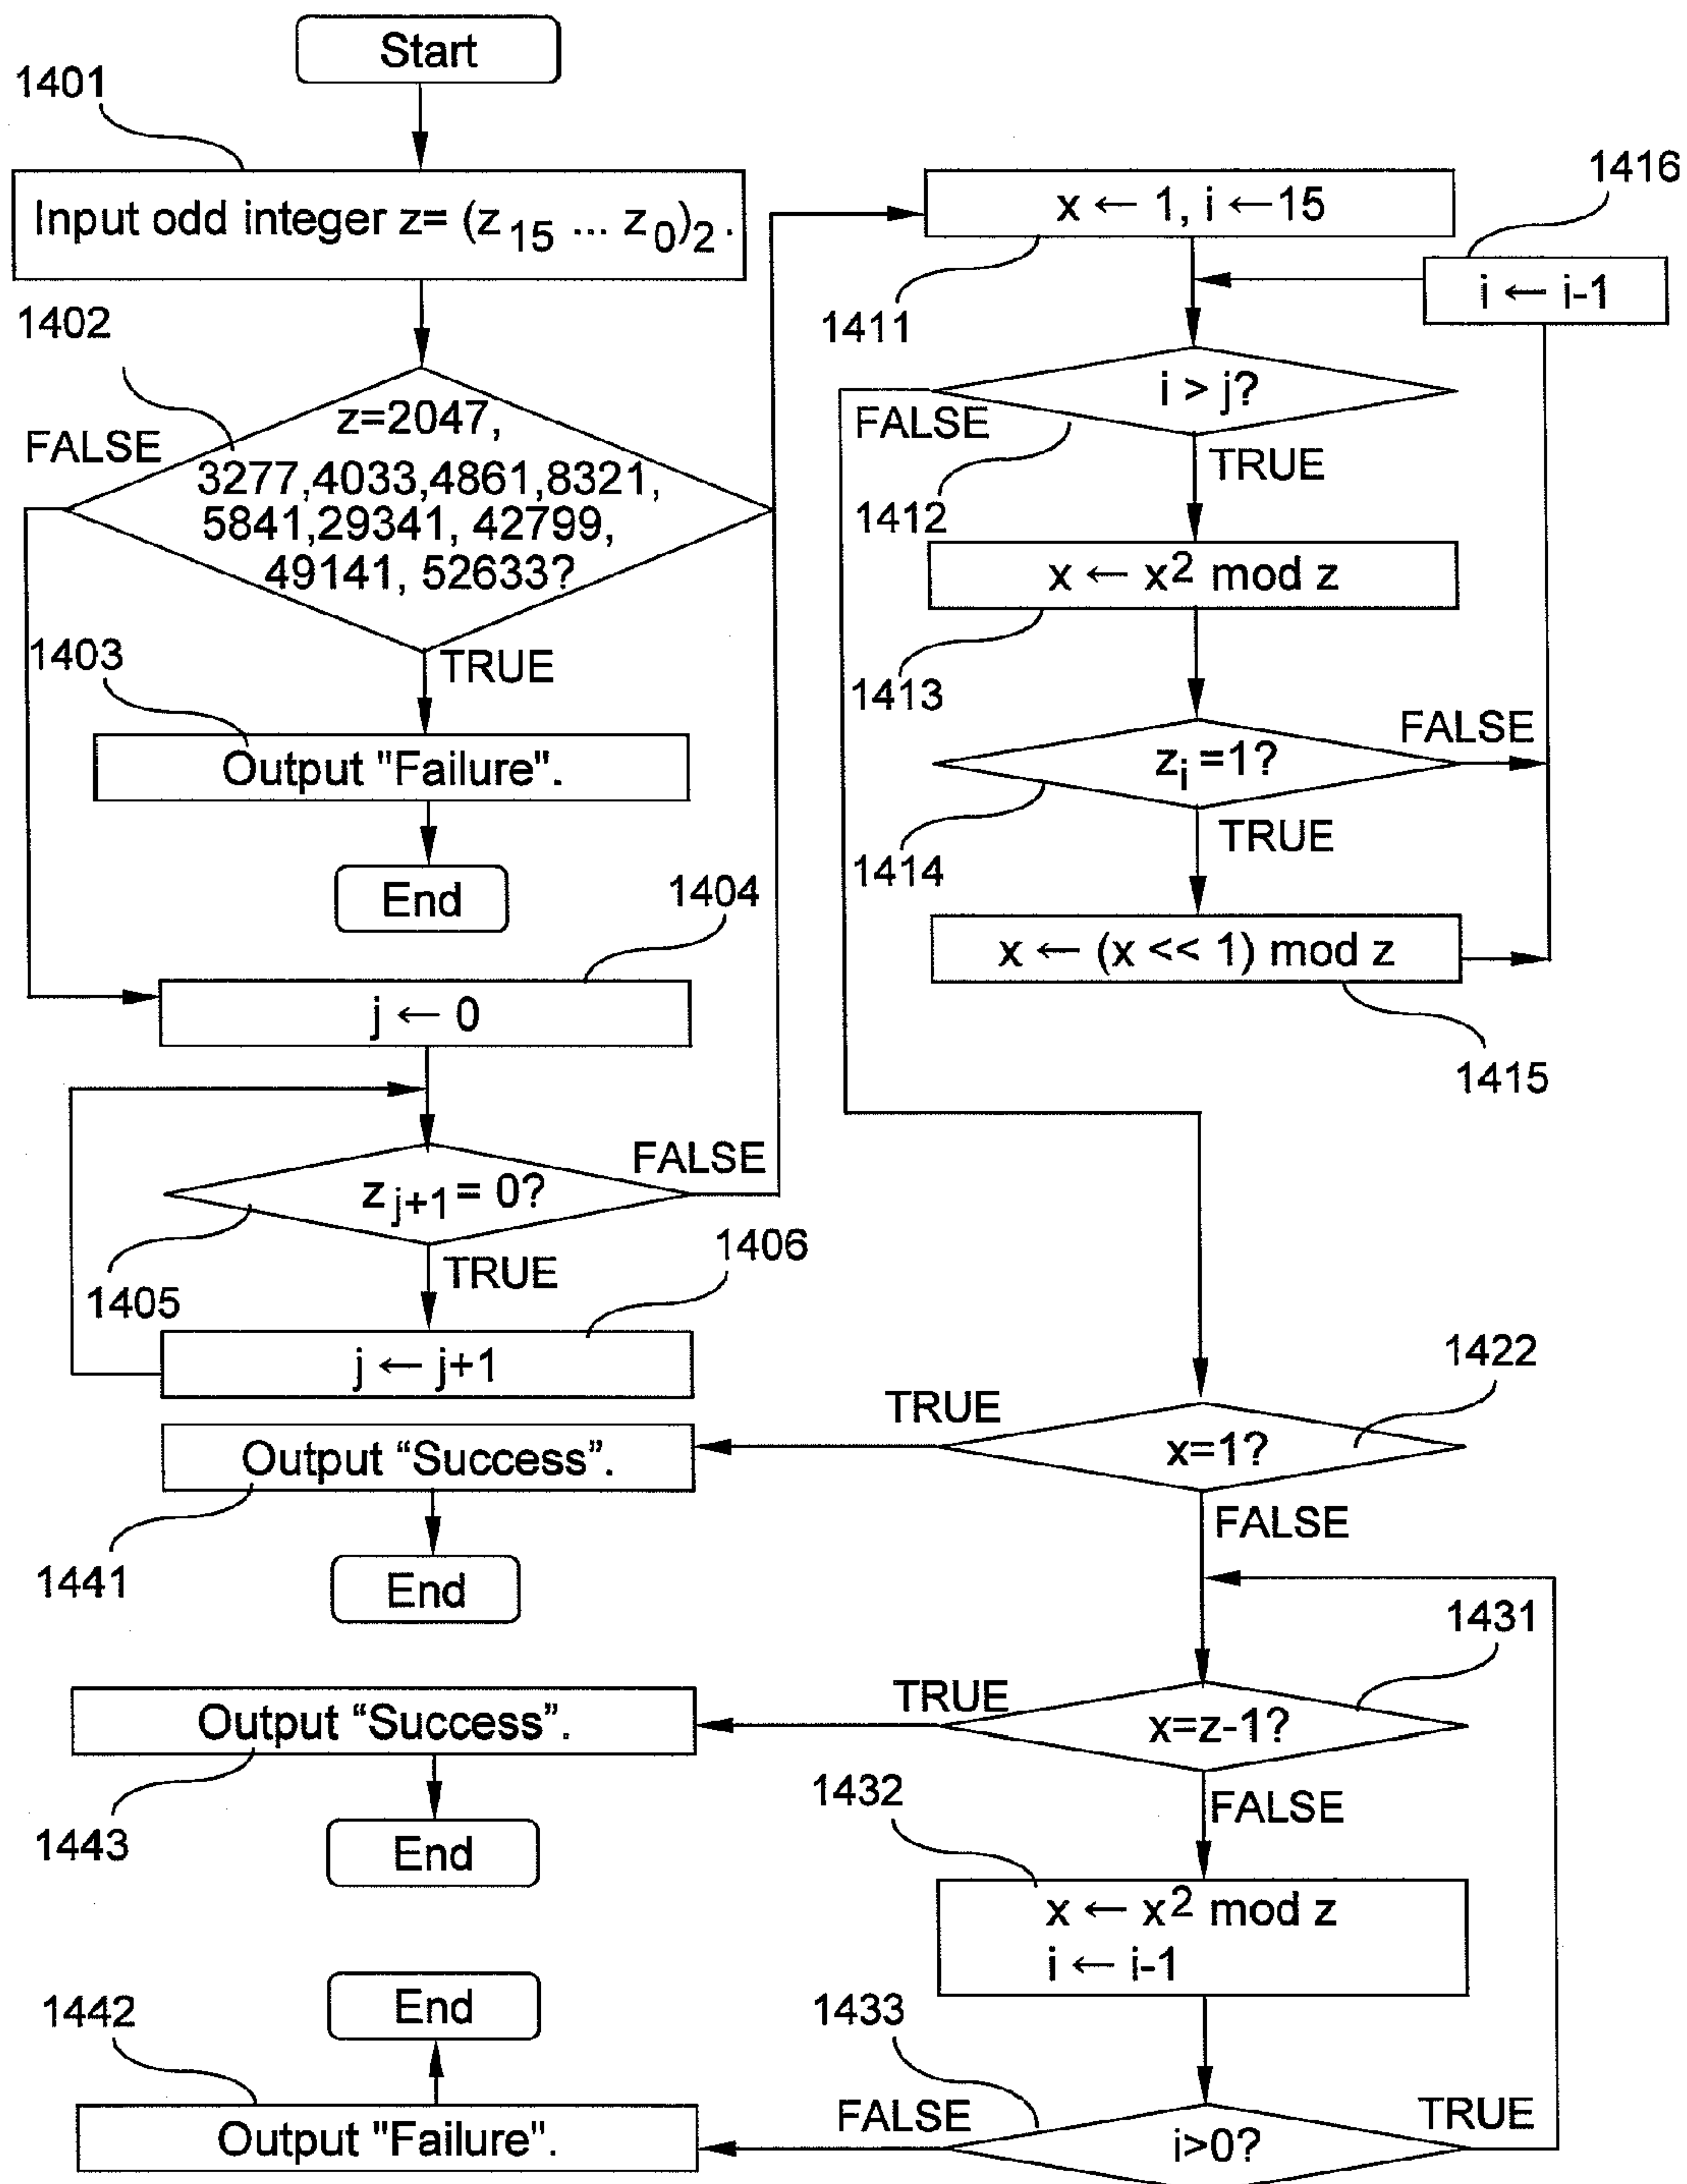 Start
1401
Input odd integer z= (z 15 ... z 0)2 .
1402
FALSE
z=2047,
3277,4033,4861,8321,
5841,29341, 42799,
49141, 52633?
1403
TRUE
Output "Failure".
End
1404
j ← 0
FALSE
z j+1 = 0?
1405
TRUE
1406
j ← j+1
x ← 1, i ←15
1411
1416
i ← i-1
i > j?
FALSE
1412
TRUE
x ← x2 mod z
1413
FALSE
zi =1?
1414
TRUE
x ← (x << 1) mod z
1415
1422
TRUE
x=1?
Output “Success”.
1441
End
FALSE
1431
TRUE
x=z-1?
Output “Success”.
1443
End
1432
FALSE
x ← x2 mod z
i ← i-1
1433
End
1442
FALSE
TRUE
i>0?
Output "Failure".